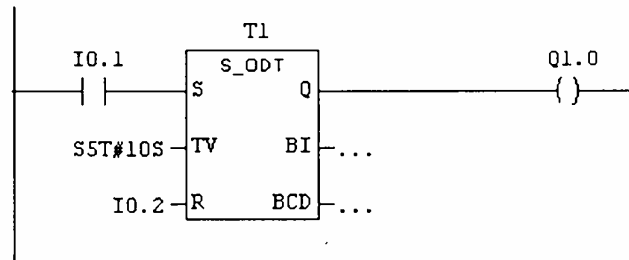 T1
I0.1 S_ODT Q1.0
S Q
S5T#10S TV BI ...
I0.2 R BCD ...